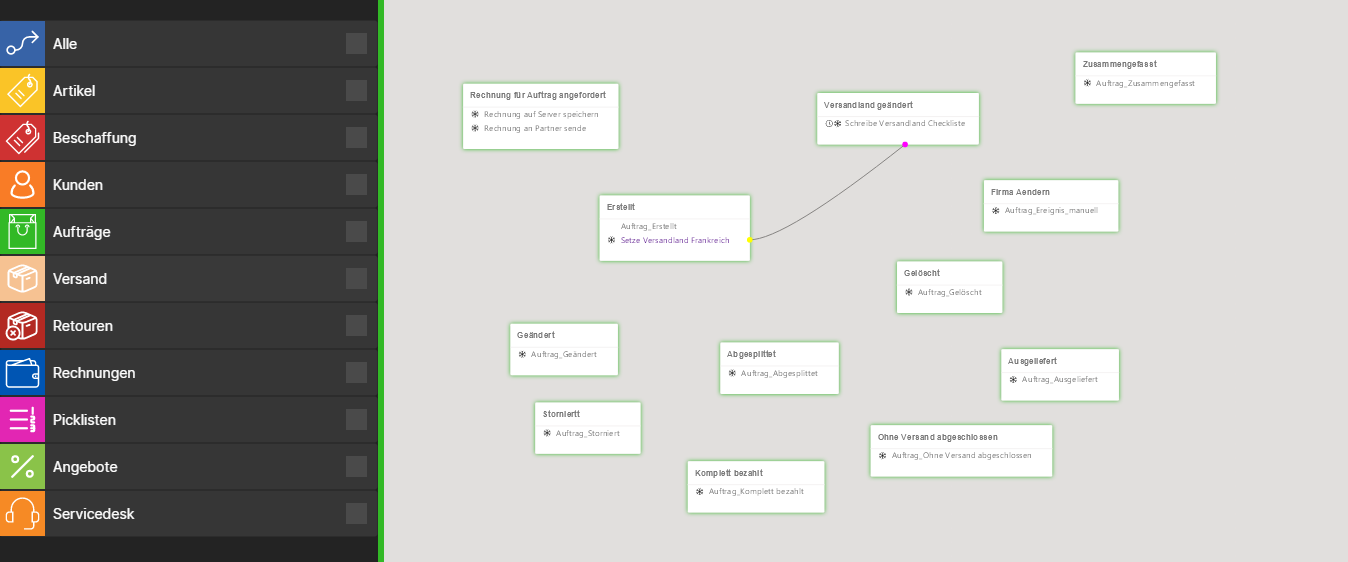 Alle
Artikel
Beschaffung
Kunden
Aufträge
Versand
Retouren
Rechnungen
Picklisten
Angebote
Servicedesk
Rechnung für Auftrag angefordert
Rechnung auf Server speichern
Rechnung an Partner sende
Versandland geändert
Schreibe Versandland Checkliste
Zusammengefasst
Auftrag_Zusammengefasst
Erstellt
Auftrag_Erstellt
Setze Versandland Frankreich
Firma Aendern
Auftrag_Ereignis_manuell
Gelöscht
Auftrag_Gelöscht
Geändert
Auftrag_Geändert
Abgesplittet
Auftrag_Abgesplittet
Ausgeliefert
Auftrag_Ausgeliefert
Storniertt
Auftrag_Storniert
Ohne Versand abgeschlossen
Auftrag_Ohne Versand abgeschlossen
Komplett bezahlt
Auftrag_Komplett bezahlt